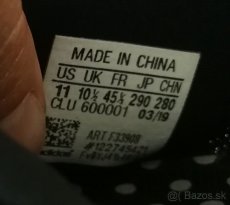 MADE IN CHINA
US UK FR JP CHN
11 10½ 45⅓ 290 280
CLU 600001 03/19
ART F33908
adidas
Bazos.sk